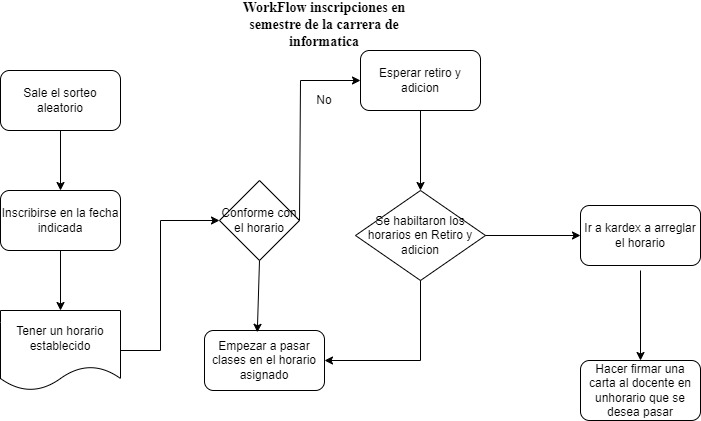 WorkFlow inscripciones en
semestre de la carrera de
informatica
Sale el sorteo
aleatorio
Inscribirse en la fecha
indicada
Tener un horario
establecido
Conforme con
el horario
No
Esperar retiro y
adicion
Se habiltaron los
horarios en Retiro y
adicion
Empezar a pasar
clases en el horario
asignado
Ir a kardex a arreglar
el horario
Hacer firmar una
carta al docente en
unhorario que se
desea pasar